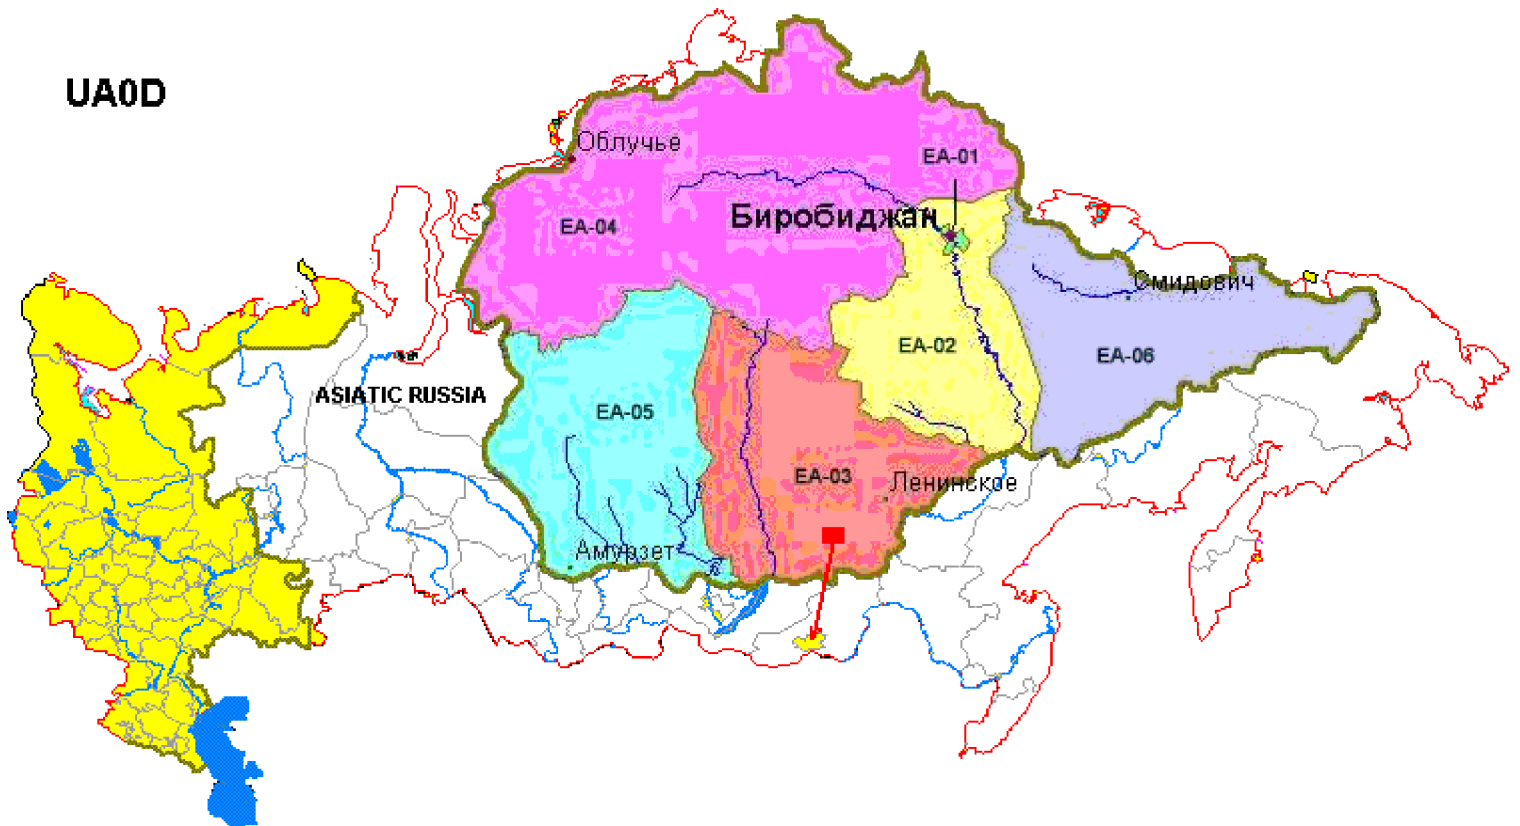 UA0D
Облучье
EA-01
Биробиджан
EA-04
Смидович
EA-02
EA-06
ASIATIC RUSSIA
EA-05
EA-03
Ленинское
Амурзет